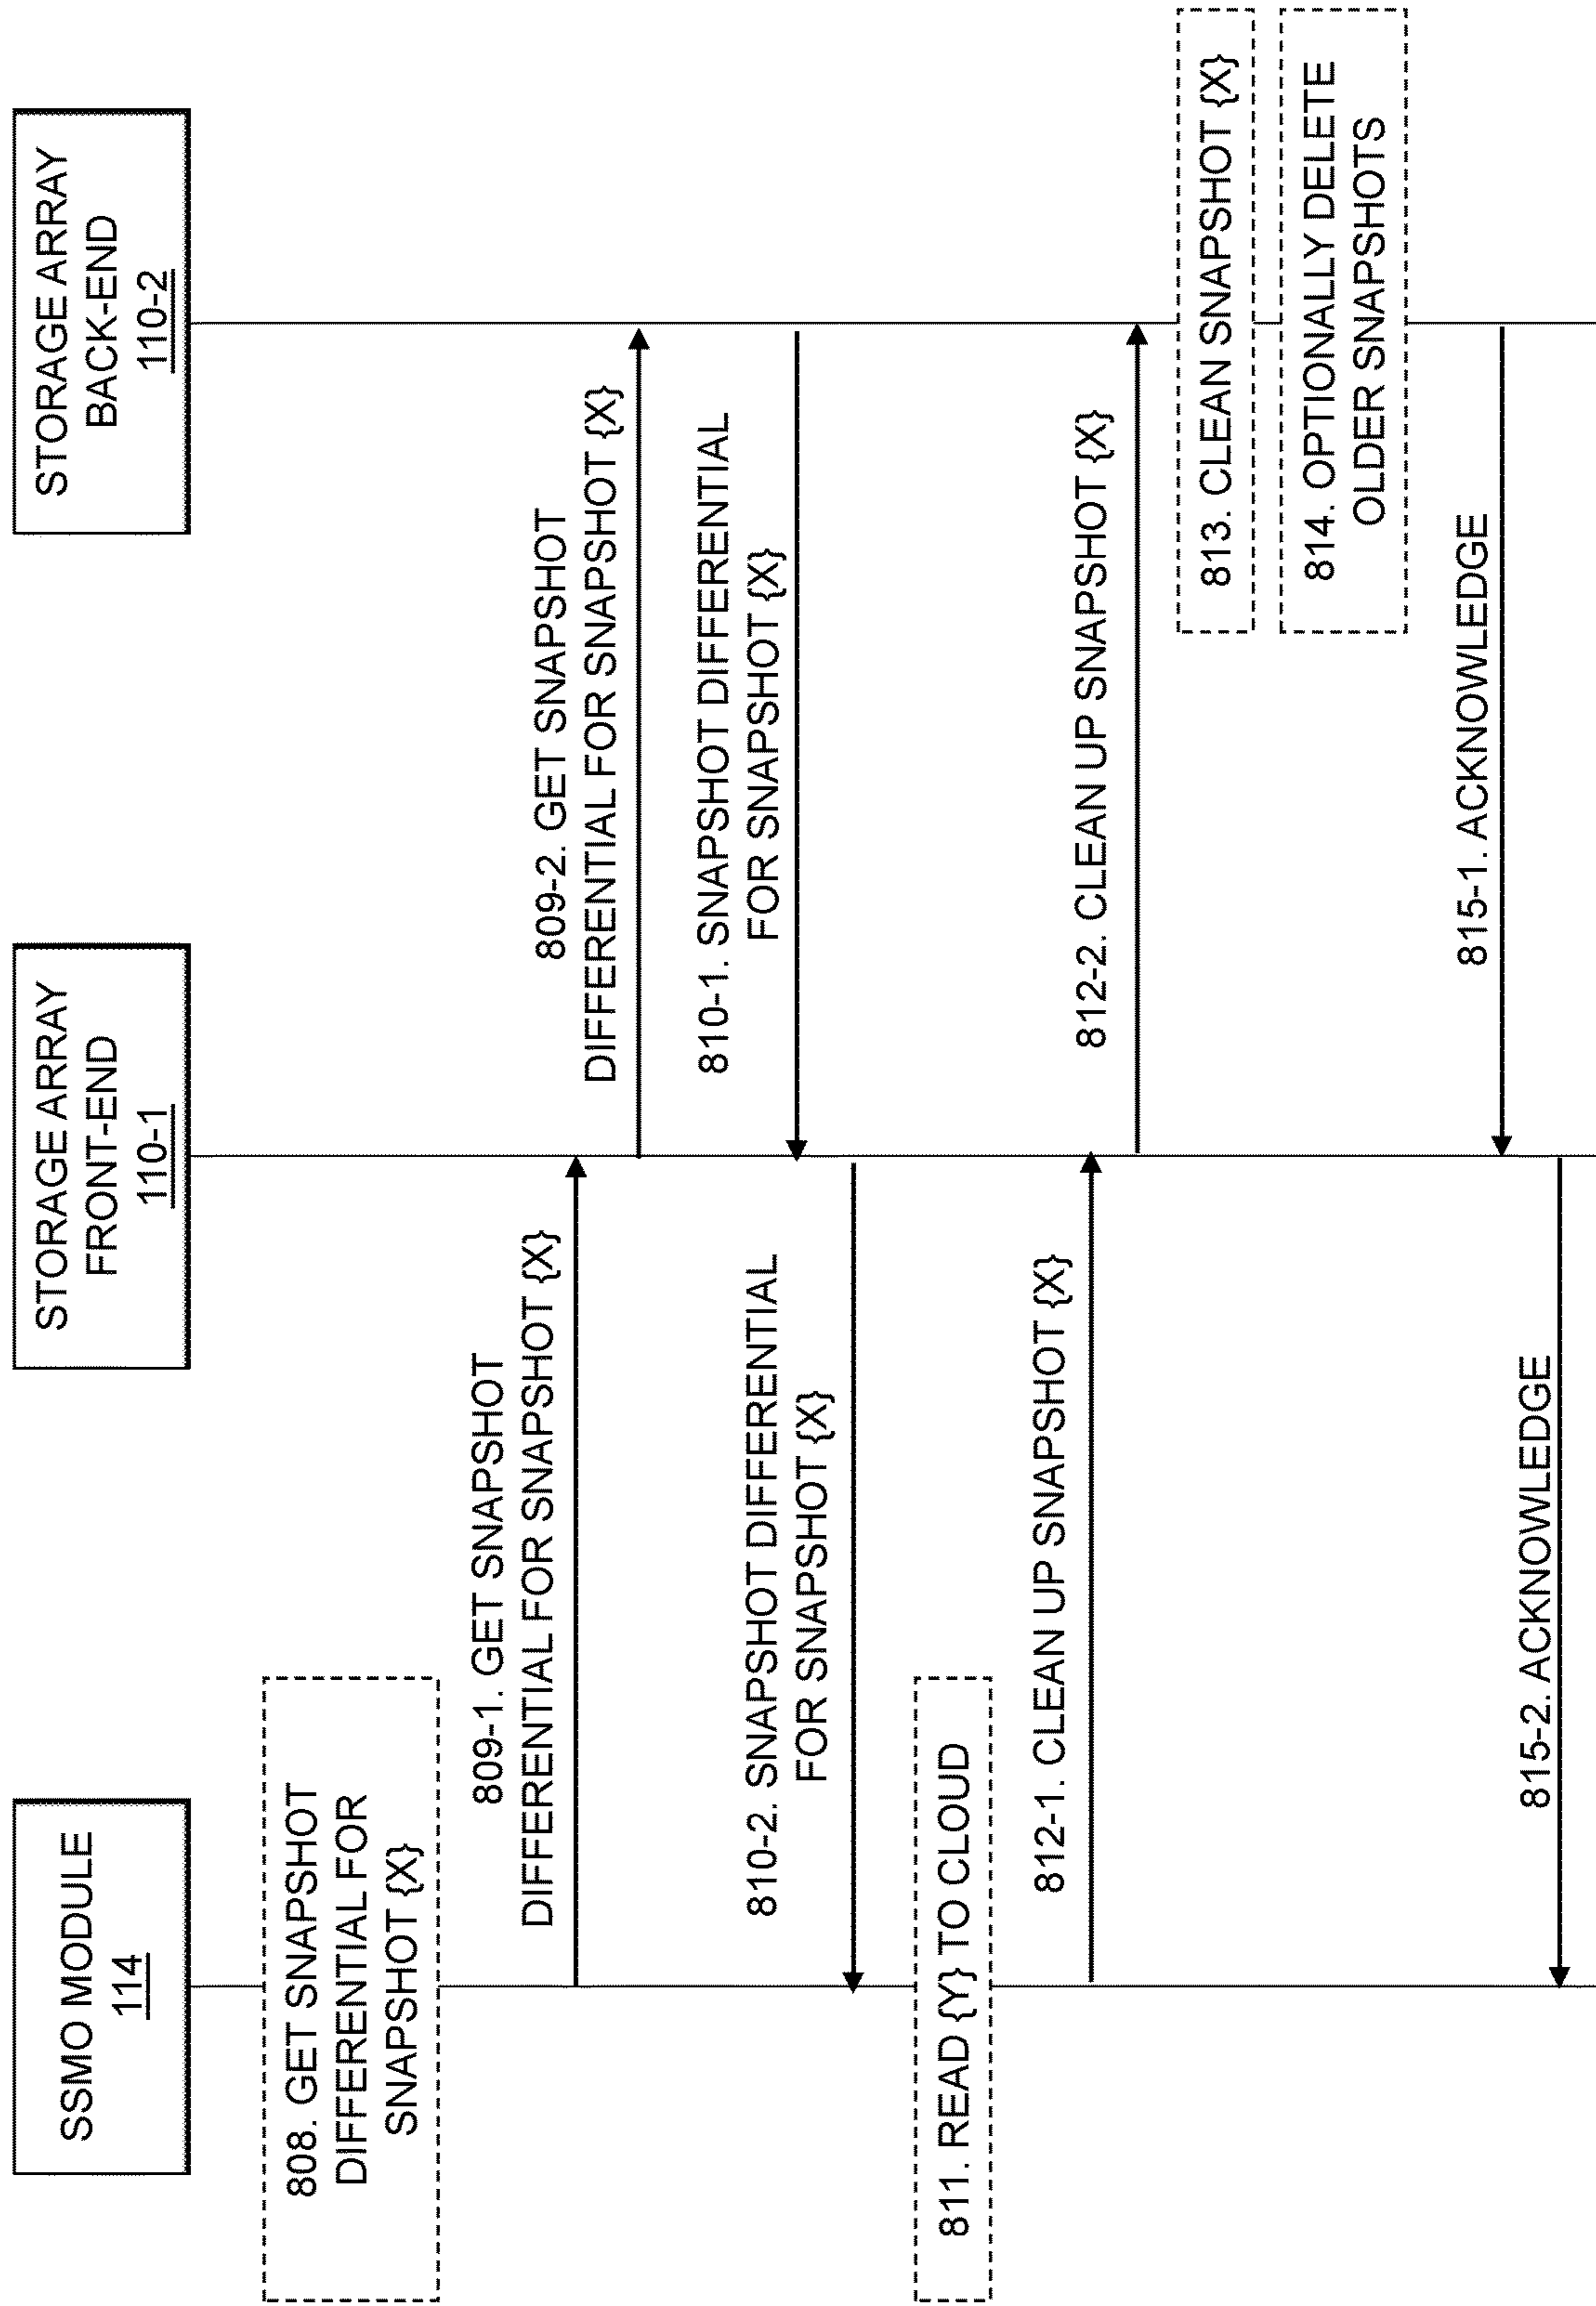 SSMO MODULE
114
STORAGE ARRAY
FRONT-END
110-1
STORAGE ARRAY
BACK-END
110-2
808. GET SNAPSHOT
DIFFERENTIAL FOR
SNAPSHOT {X}
809-1. GET SNAPSHOT
DIFFERENTIAL FOR SNAPSHOT {X}
809-2. GET SNAPSHOT
DIFFERENTIAL FOR SNAPSHOT {X}
810-1. SNAPSHOT DIFFERENTIAL
FOR SNAPSHOT {X}
810-2. SNAPSHOT DIFFERENTIAL
FOR SNAPSHOT {X}
811. READ {Y} TO CLOUD
812-1. CLEAN UP SNAPSHOT {X}
812-2. CLEAN UP SNAPSHOT {X}
813. CLEAN SNAPSHOT {X}
814. OPTIONALLY DELETE
OLDER SNAPSHOTS
815-1. ACKNOWLEDGE
815-2. ACKNOWLEDGE